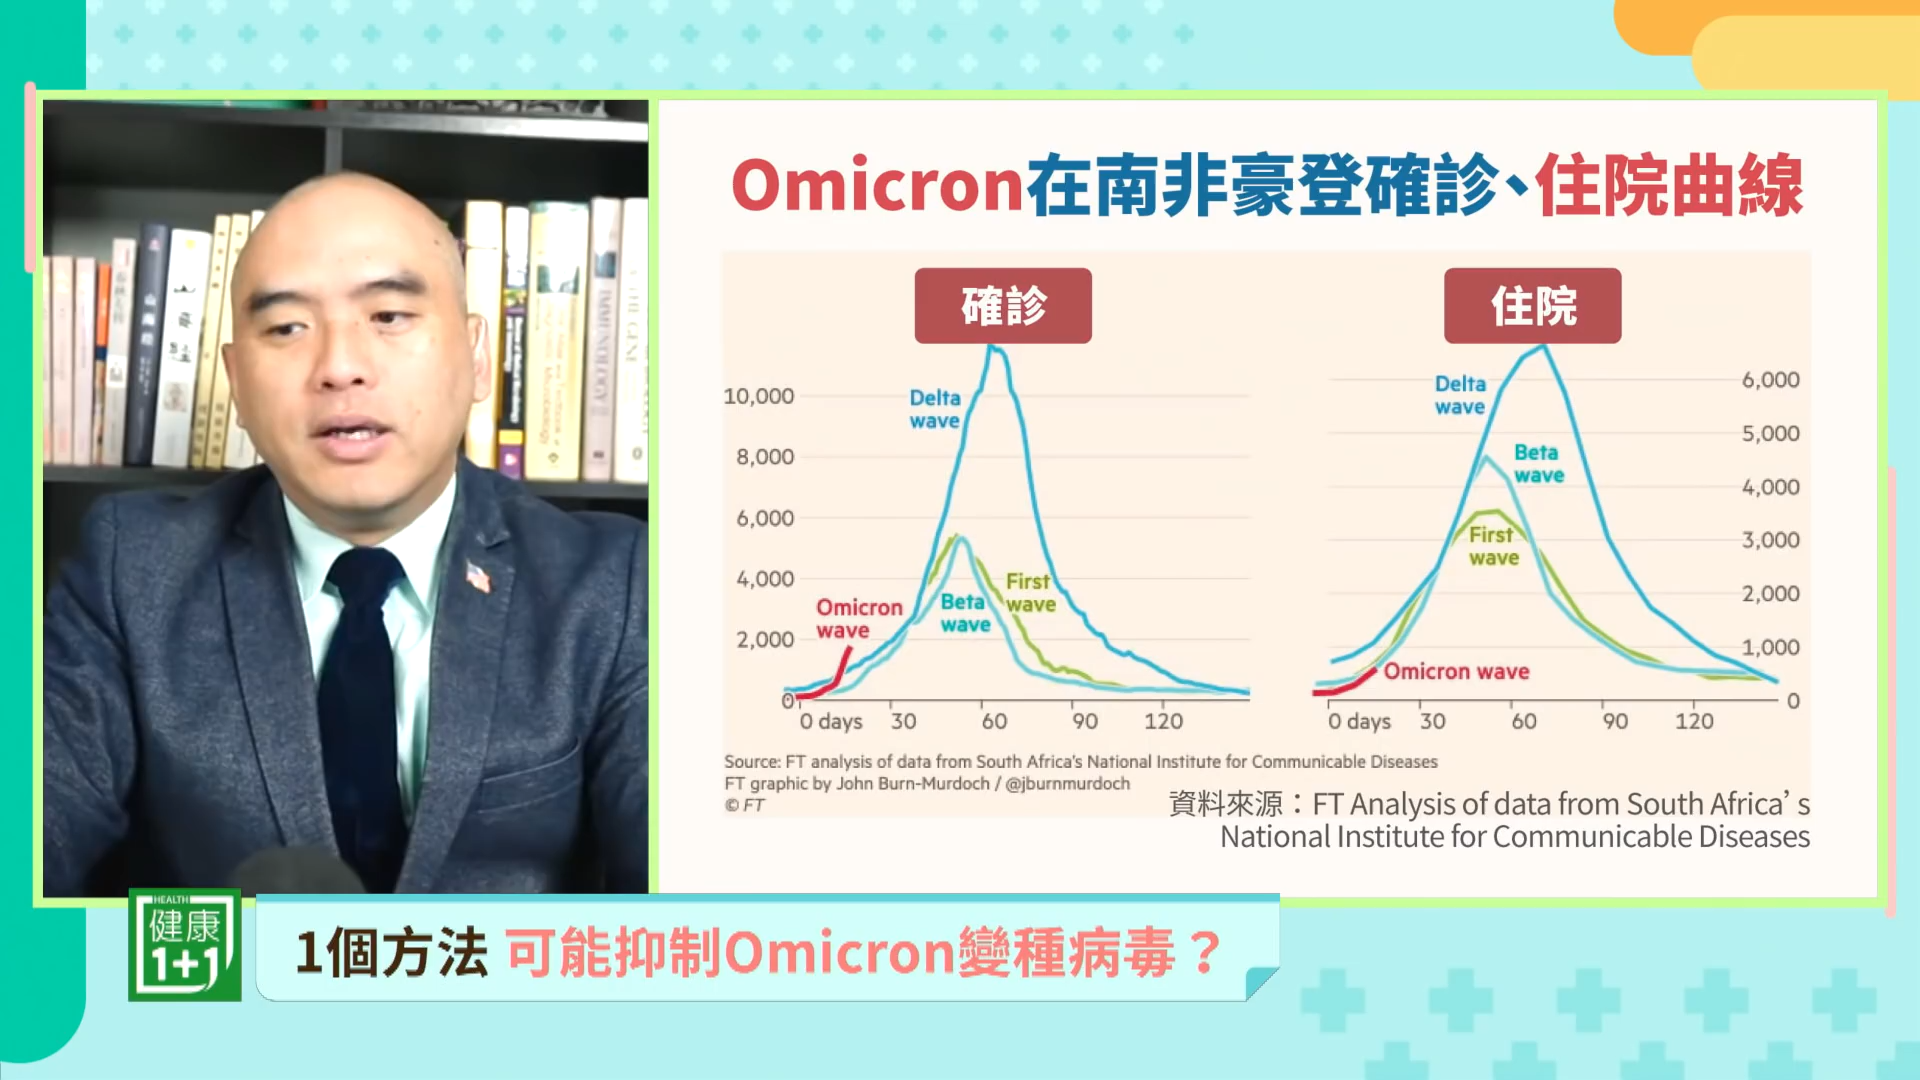 Omicron在南非豪登確診、住院曲線
確診
Delta
wave
10,000
8,000
6,000
4,000
2,000
0
Omicron
wave
Beta
wave
First
wave
0 days
30
60
90
120
住院
Delta
wave
Beta
wave
First
wave
Omicron wave
6,000
5,000
4,000
3,000
2,000
1,000
0
0 days
30
60
90
120
Source: FT analysis of data from South Africa's National Institute for Communicable Diseases
FT graphic by John Burn-Murdoch / @jburnmurdoch
© FT
資料來源：FT Analysis of data from South Africa’s
National Institute for Communicable Diseases
IMMUNOLOGY
HEALTH
健康
1+1
1個方法 可能抑制Omicron變種病毒？